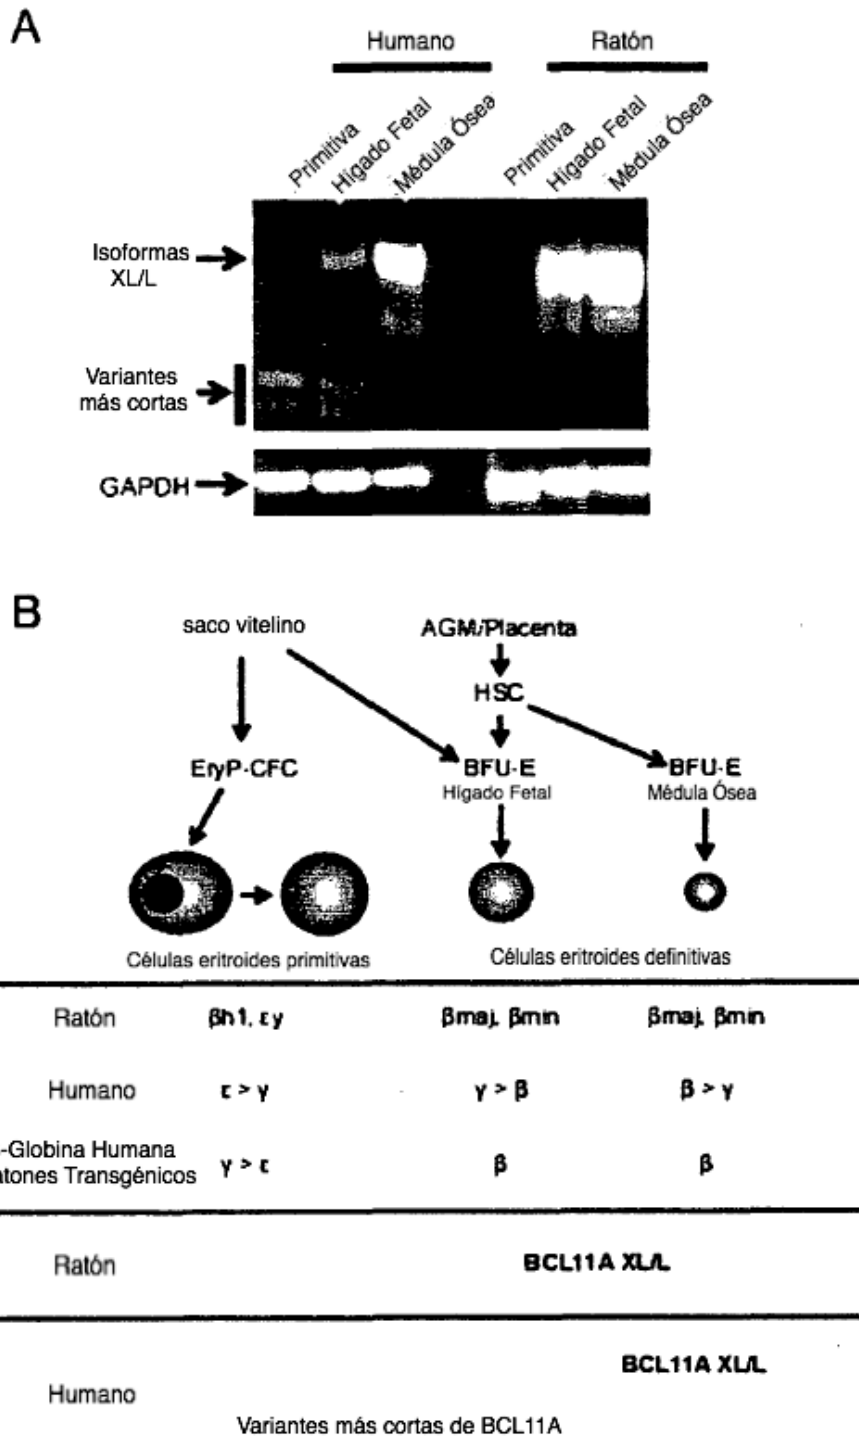 A
Humano
Ratón
Primitiva
Hígado Fetal
Médula Ósea
Primitiva
Hígado Fetal
Médula Ósea
Isoformas
XL/L
Variantes
más cortas
GAPDH
B
saco vitelino
AGM/Placenta
HSC
EryP-CFC
BFU-E
Hígado Fetal
BFU-E
Médula Ósea
Células eritroides primitivas
Células eritroides definitivas
Ratón
βh1, εy
βmaj, βmin
βmaj, βmin
Humano
ε > γ
γ > β
β > γ
-Globina Humana
Transgénicos
γ > ε
β
β
Ratón
BCL11A XL/L
BCL11A XL/L
Humano
Variantes más cortas de BCL11A